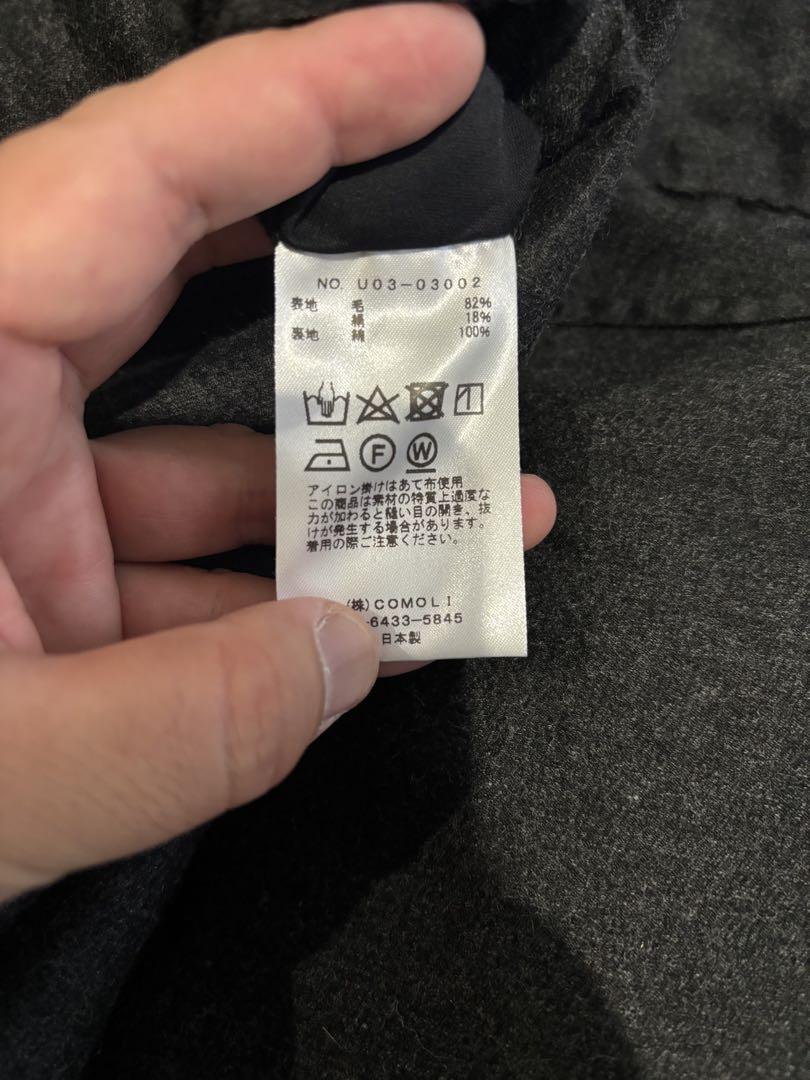 NO. U03-03002
表地 毛 82%
絹 18%
裏地 綿 100%
F W
アイロン掛けはあて布使用
この商品は素材の特質上過度な
力が加わると縫い目の開き、抜
けが発生する場合があります。
着用の際ご注意ください。
(株)COMOLI
-6433-5845
日本製